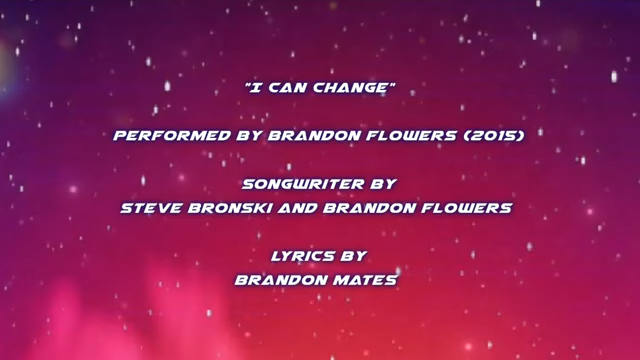 "I CAN CHANGE"
PERFORMED BY BRANDON FLOWERS (2015)
SONGWRITER BY
STEVE BRONSKI AND BRANDON FLOWERS
LYRICS BY
BRANDON MATES